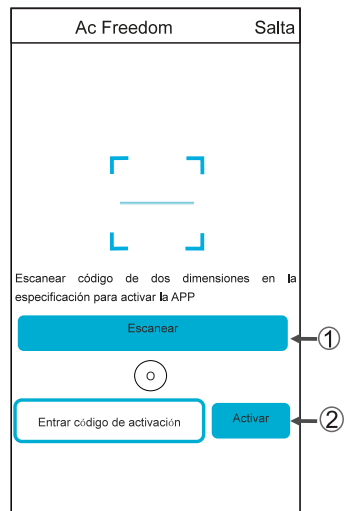 Ac Freedom Salta
Escanear código de dos dimensiones en la
especificación para activar la APP
Escanear
①
O
Entrar código de activación Activar
②